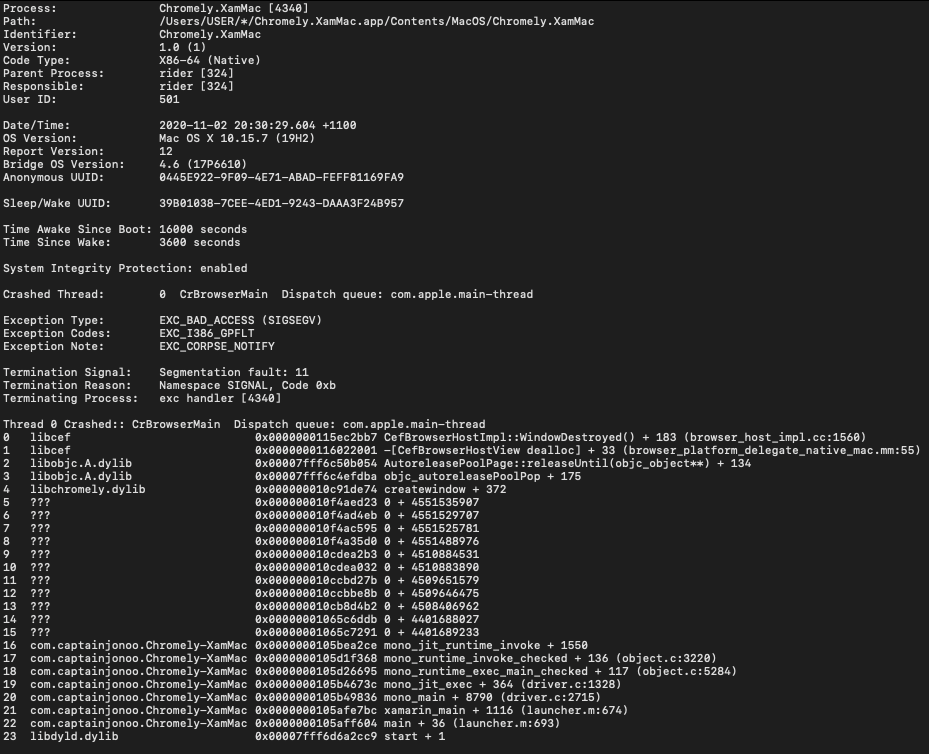 Process: Chromely.XamMac [4340]
Path: /Users/USER/*/Chromely.XamMac.app/Contents/MacOS/Chromely.XamMac
Identifier: Chromely.XamMac
Version: 1.0 (1)
Code Type: X86-64 (Native)
Parent Process: rider [324]
Responsible: rider [324]
User ID: 501
Date/Time: 2020-11-02 20:30:29.604 +1100
OS Version: Mac OS X 10.15.7 (19H2)
Report Version: 12
Bridge OS Version: 4.6 (17P6610)
Anonymous UUID: 0445E922-9F09-4E71-ABAD-FEFF81169FA9
Sleep/Wake UUID: 39B01038-7CEE-4ED1-9243-DAAA3F24B957
Time Awake Since Boot: 16000 seconds
Time Since Wake: 3600 seconds
System Integrity Protection: enabled
Crashed Thread: 0 CrBrowserMain Dispatch queue: com.apple.main-thread
Exception Type: EXC_BAD_ACCESS (SIGSEGV)
Exception Codes: EXC_I386_GPFLT
Exception Note: EXC_CORPSE_NOTIFY
Termination Signal: Segmentation fault: 11
Termination Reason: Namespace SIGNAL, Code 0xb
Terminating Process: exc handler [4340]
Thread 0 Crashed:: CrBrowserMain Dispatch queue: com.apple.main-thread
0 libcef 0x0000000115ec2bb7 CefBrowserHostImpl::WindowDestroyed() + 183 (browser_host_impl.cc:1560)
1 libcef 0x0000000116022001 -[CefBrowserHostView dealloc] + 33 (browser_platform_delegate_native_mac.mm:55)
2 libobjc.A.dylib 0x00007fff6c50b054 AutoreleasePoolPage::releaseUntil(objc_object**) + 134
3 libobjc.A.dylib 0x00007fff6c4efdba objc_autoreleasePoolPop + 175
4 libchromely.dylib 0x000000010c91de74 createwindow + 372
5 ??? 0x000000010f4aed23 0 + 4551535907
6 ??? 0x000000010f4ad4eb 0 + 4551529707
7 ??? 0x000000010f4ac595 0 + 4551525781
8 ??? 0x000000010f4a35d0 0 + 4551488976
9 ??? 0x000000010cdea2b3 0 + 4510884531
10 ??? 0x000000010cdea032 0 + 4510883890
11 ??? 0x000000010ccbd27b 0 + 4509651579
12 ??? 0x000000010ccbbe8b 0 + 4509646475
13 ??? 0x000000010cb8d4b2 0 + 4508406962
14 ??? 0x00000001065c6ddb 0 + 4401688027
15 ??? 0x00000001065c7291 0 + 4401689233
16 com.captainjonoo.Chromely-XamMac 0x0000000105bea2ce mono_jit_runtime_invoke + 1550
17 com.captainjonoo.Chromely-XamMac 0x0000000105d1f368 mono_runtime_invoke_checked + 136 (object.c:3220)
18 com.captainjonoo.Chromely-XamMac 0x0000000105d26695 mono_runtime_exec_main_checked + 117 (object.c:5284)
19 com.captainjonoo.Chromely-XamMac 0x0000000105b4673c mono_jit_exec + 364 (driver.c:1328)
20 com.captainjonoo.Chromely-XamMac 0x0000000105b49836 mono_main + 8790 (driver.c:2715)
21 com.captainjonoo.Chromely-XamMac 0x0000000105afe7bc xamarin_main + 1116 (launcher.m:674)
22 com.captainjonoo.Chromely-XamMac 0x0000000105aff604 main + 36 (launcher.m:693)
23 libdyld.dylib 0x00007fff6d6a2cc9 start + 1